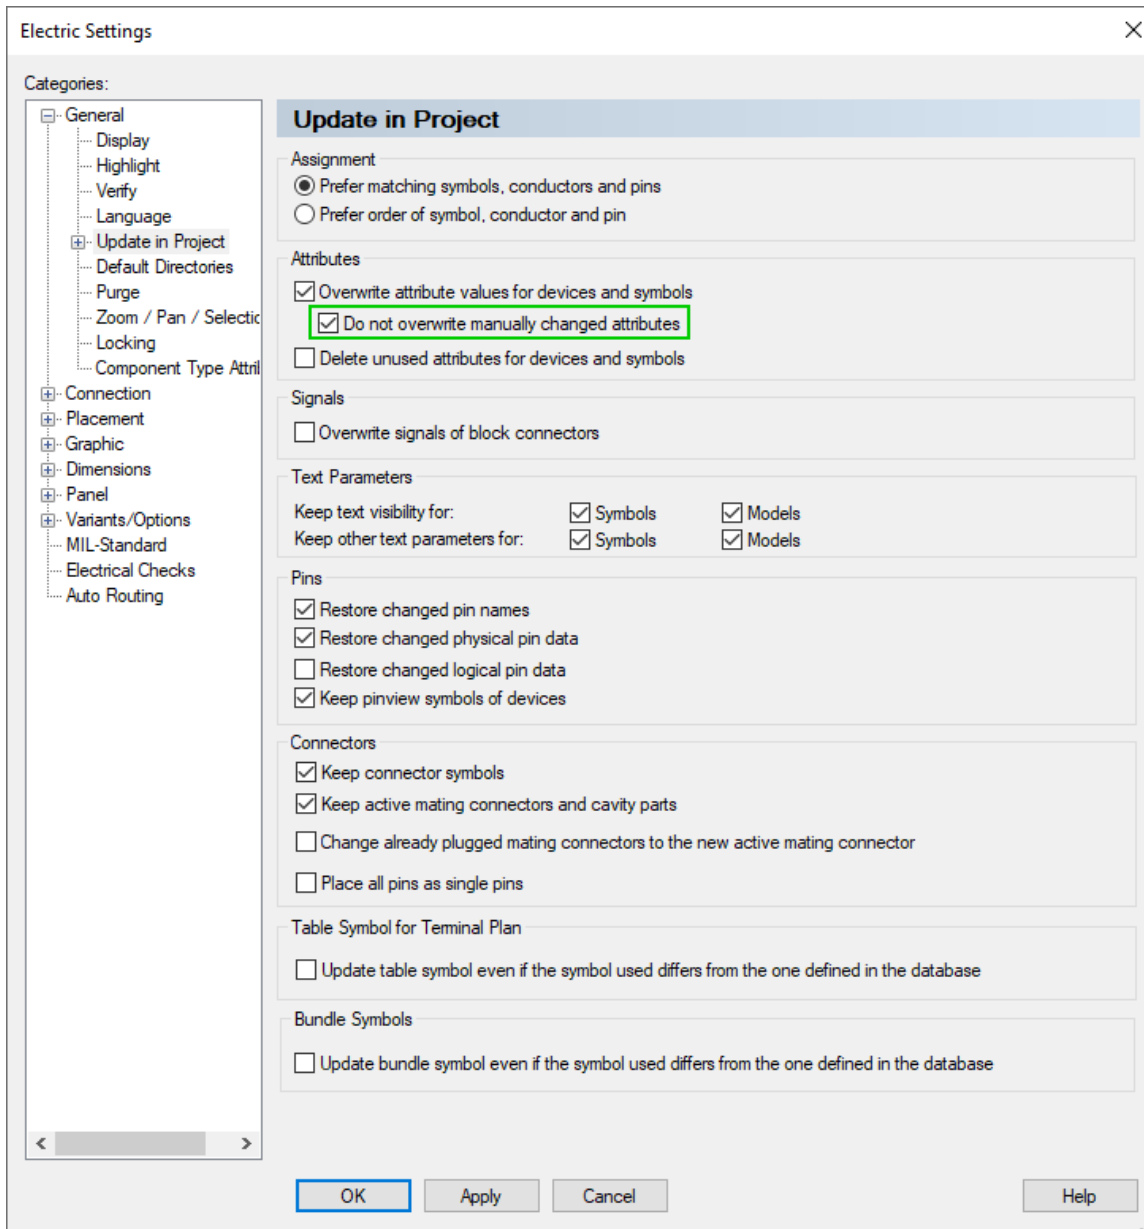 Electric Settings
Categories:
General
Display
Highlight
Verify
Language
Update in Project
Default Directories
Purge
Zoom / Pan / Selectic
Locking
Component Type Attril
Connection
Placement
Graphic
Dimensions
Panel
Variants/Options
MIL-Standard
Electrical Checks
Auto Routing
Update in Project
Assignment
Prefer matching symbols, conductors and pins
Prefer order of symbol, conductor and pin
Attributes
Overwrite attribute values for devices and symbols
Do not overwrite manually changed attributes
Delete unused attributes for devices and symbols
Signals
Overwrite signals of block connectors
Text Parameters
Keep text visibility for: Symbols Models
Keep other text parameters for: Symbols Models
Pins
Restore changed pin names
Restore changed physical pin data
Restore changed logical pin data
Keep pinview symbols of devices
Connectors
Keep connector symbols
Keep active mating connectors and cavity parts
Change already plugged mating connectors to the new active mating connector
Place all pins as single pins
Table Symbol for Terminal Plan
Update table symbol even if the symbol used differs from the one defined in the database
Bundle Symbols
Update bundle symbol even if the symbol used differs from the one defined in the database
OK Apply Cancel Help